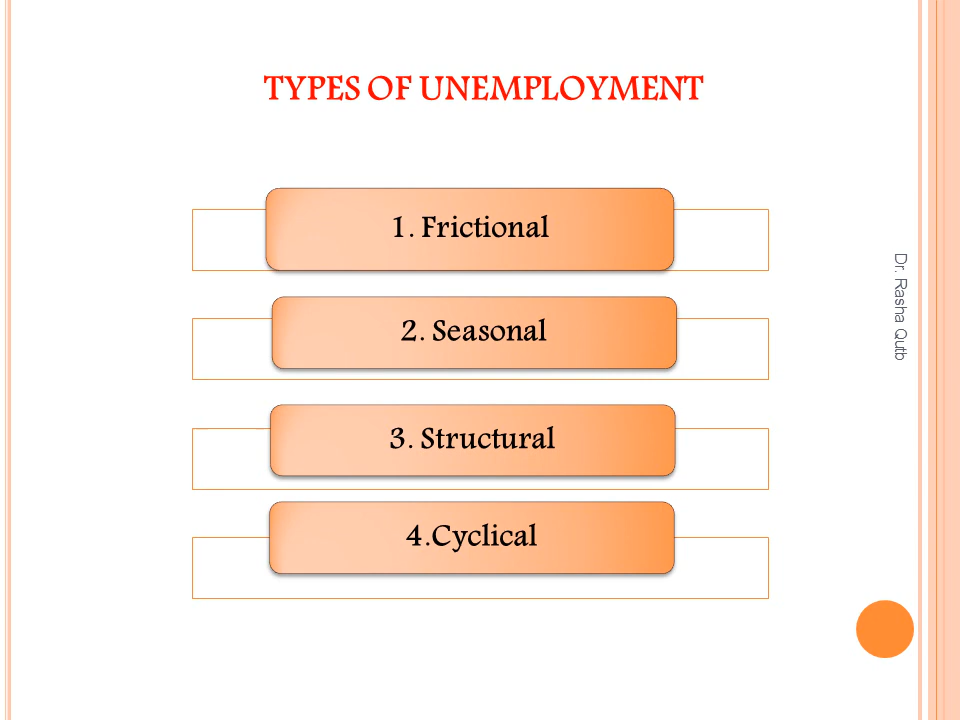 TYPES OF UNEMPLOYMENT
1. Frictional
2. Seasonal
3. Structural
4.Cyclical
Dr. Rasha Qutb